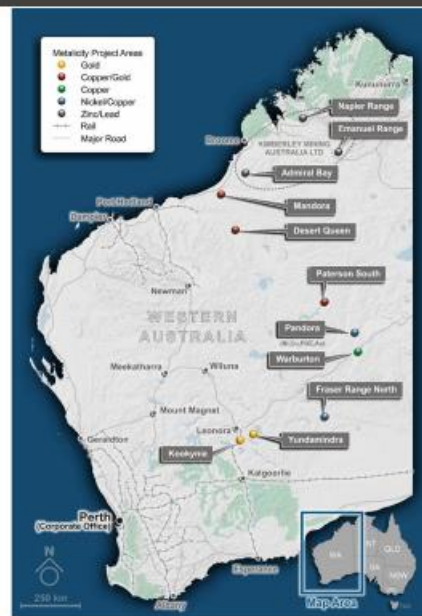 Metalicity Project Areas
Gold
Copper/Gold
Copper
Nickel/Copper
Zinc/Lead
Rail
Major Road
Kununurra
Napier Range
Emanuel Range
Broome
KIMBERLEY MINING
AUSTRALIA LTD
Admiral Bay
Port Hedland
Mandora
Dampier
Desert Queen
Paterson South
Newman
WESTERN
AUSTRALIA
Pandora
Warburton
Meekatharra
Wiluna
Fraser Range North
Mount Magnet
Leonora
Yundamindra
Geraldton
Kookynie
Kalgoorlie
Perth
(Corporate Office)
N
250 km
Esperance
Albany
WA
NT
QLD
SA
NSW
Map Area